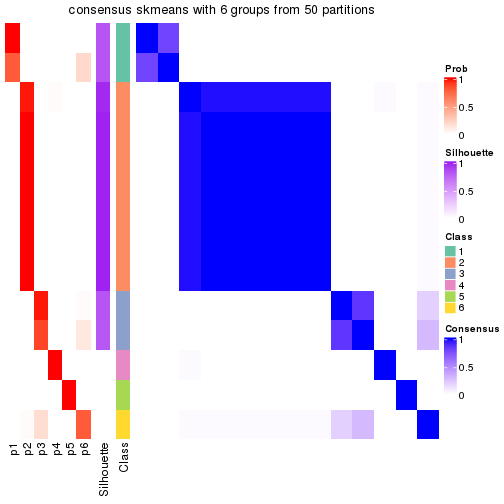 consensus skmeans with 6 groups from 50 partitions
Prob
1
0.5
0
Silhouette
1
0.5
0
Class
1
2
3
4
5
6
Consensus
1
0.5
0
p1
p2
p3
p4
p5
p6
Silhouette
Class